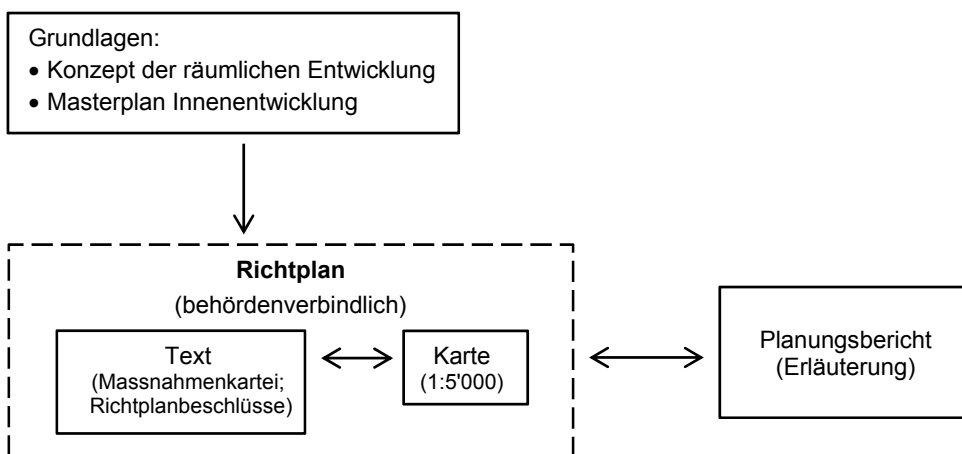 Grundlagen:
• Konzept der räumlichen Entwicklung
• Masterplan Innenentwicklung
Richtplan
(behördenverbindlich)
Text
(Massnahmenkartei;
Richtplanbeschlüsse)
Karte
(1:5'000)
Planungsbericht
(Erläuterung)